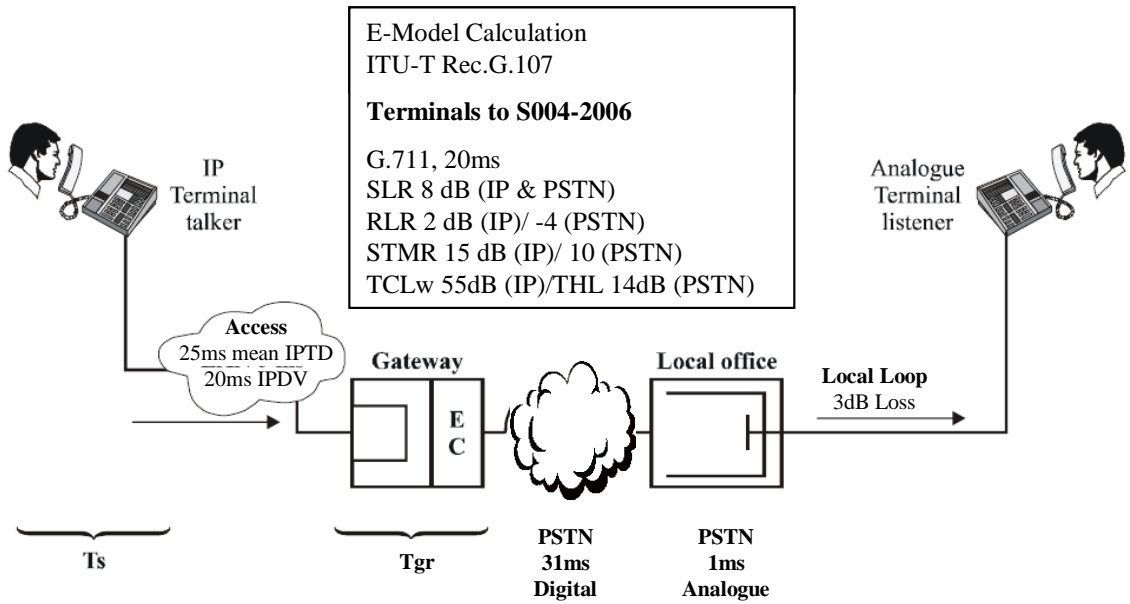 E-Model Calculation
ITU-T Rec.G.107
Terminals to S004-2006
G.711, 20ms
SLR 8 dB (IP & PSTN)
RLR 2 dB (IP)/ -4 (PSTN)
STMR 15 dB (IP)/ 10 (PSTN)
TCLw 55dB (IP)/THL 14dB (PSTN)
IP
Terminal
talker
Analogue
Terminal
listener
Access
25ms mean IPTD
20ms IPDV
Gateway
E
C
Local office
Local Loop
3dB Loss
Ts
Tgr
PSTN
31ms
Digital
PSTN
1ms
Analogue